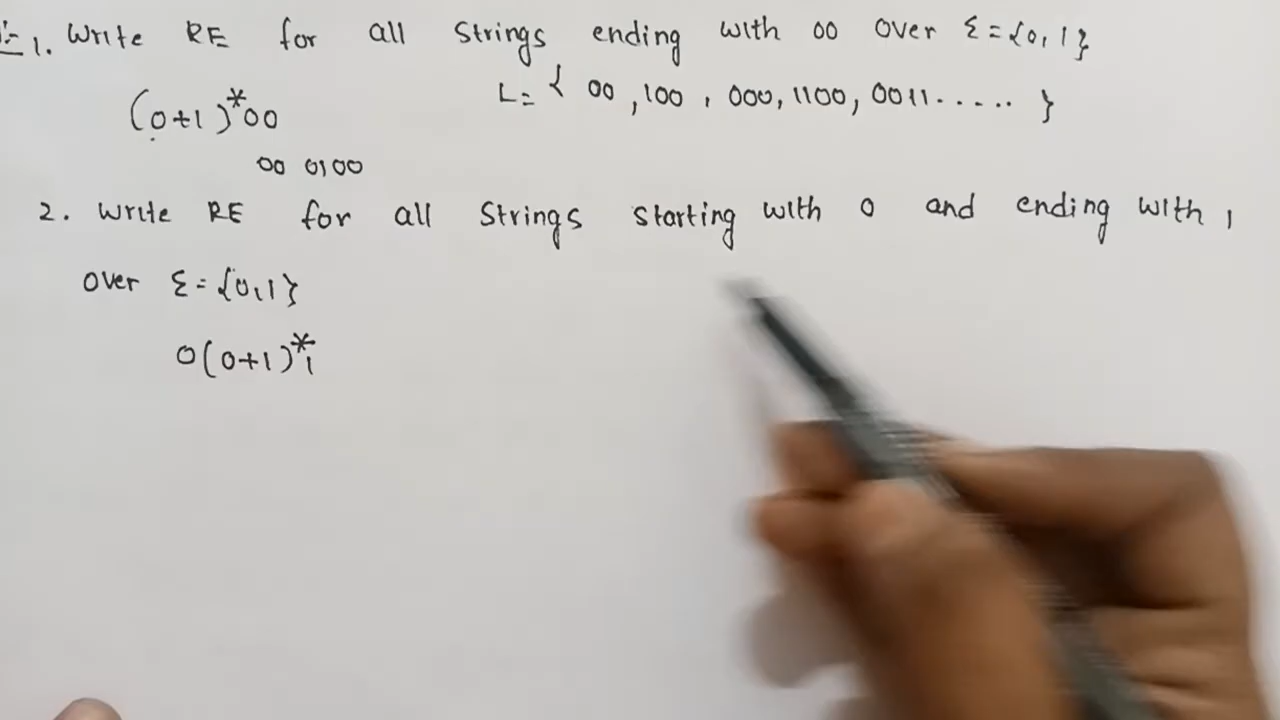 1. Write RE for all Strings ending with 00 over Σ={0,1}
(0+1)*00
L= { 00 ,100 , 000, 1100, 0011..... }
00 0100
2. Write RE for all Strings starting with 0 and ending with 1
over Σ={0,1}
0(0+1)*1